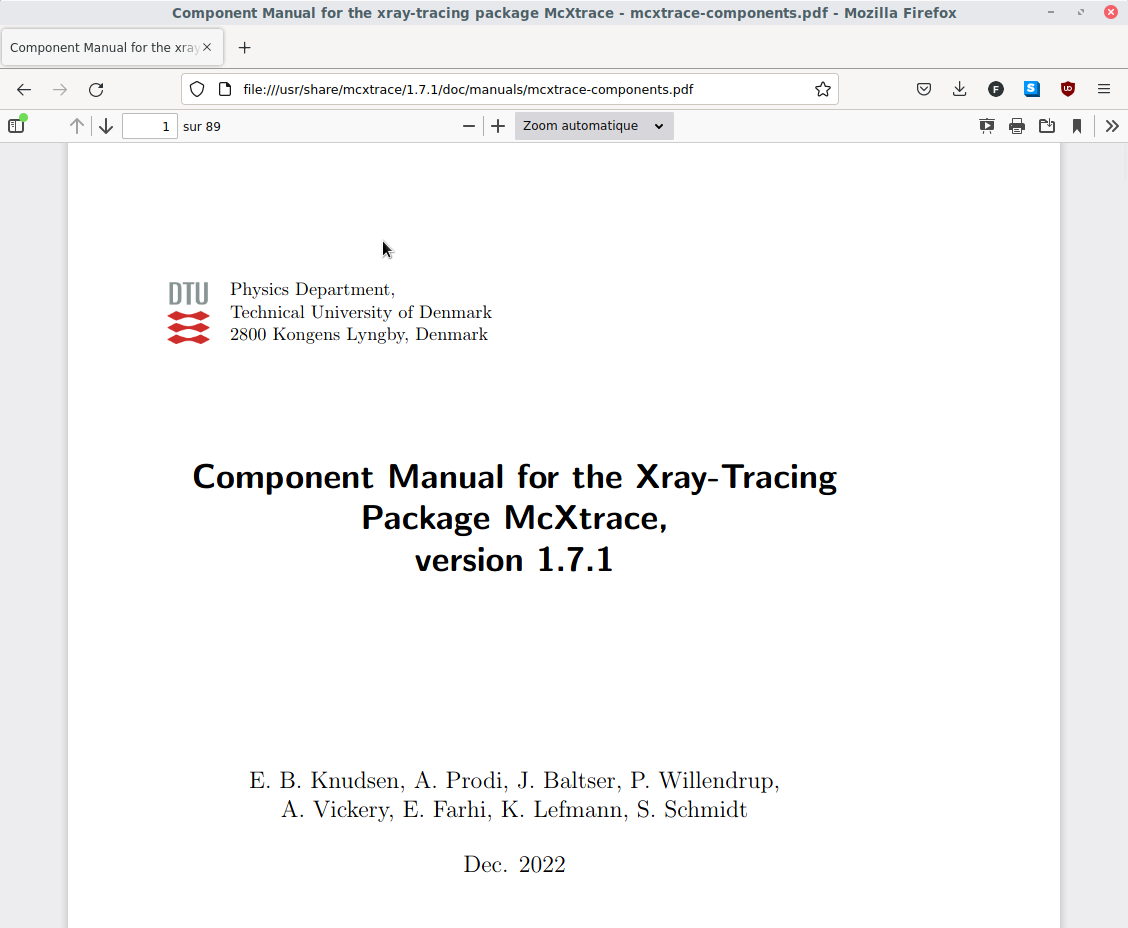 Component Manual for the xray-tracing package McXtrace - mcxtrace-components.pdf - Mozilla Firefox
Component Manual for the xray
file:///usr/share/mcxtrace/1.7.1/doc/manuals/mcxtrace-components.pdf
F
S
UD
1 sur 89
Zoom automatique
DTU
Physics Department,
Technical University of Denmark
2800 Kongens Lyngby, Denmark
Component Manual for the Xray-Tracing
Package McXtrace,
version 1.7.1
E. B. Knudsen, A. Prodi, J. Baltser, P. Willendrup,
A. Vickery, E. Farhi, K. Lefmann, S. Schmidt
Dec. 2022